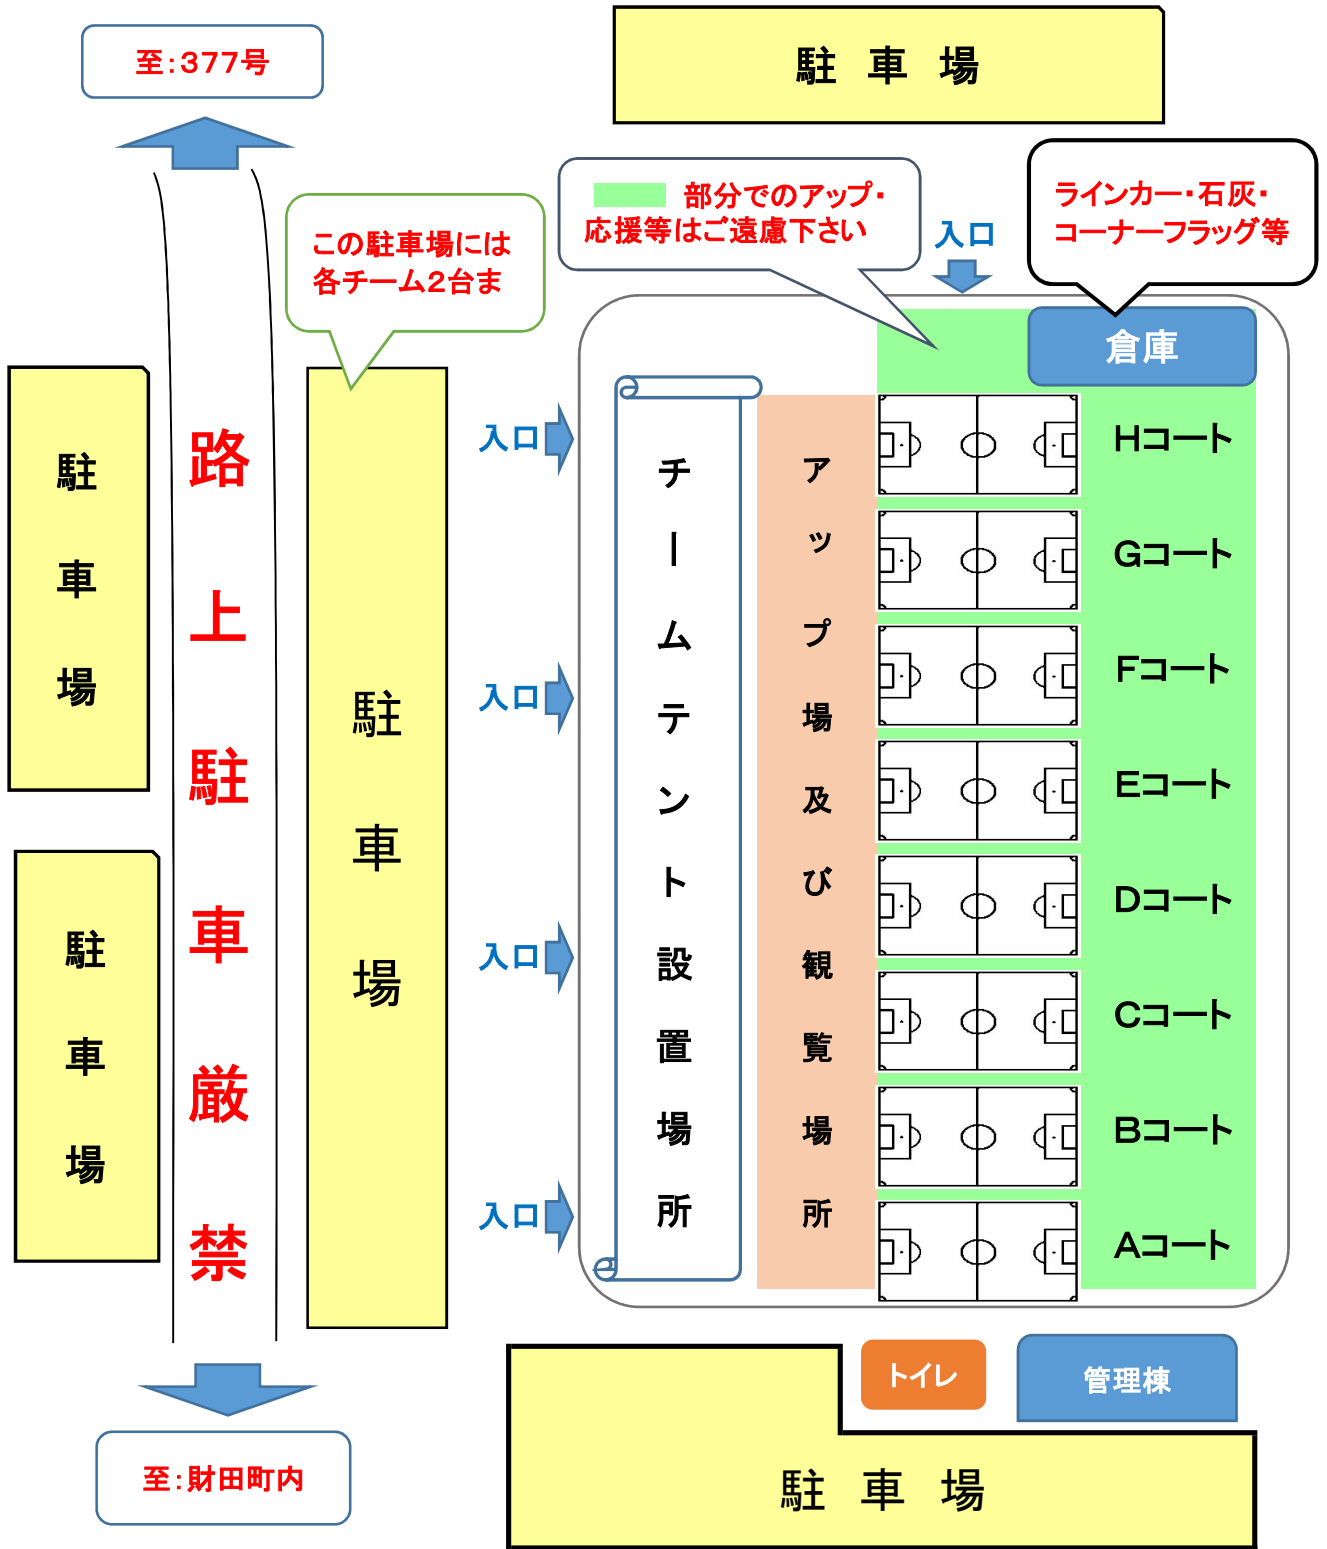 至：377号
駐　車　場
部分でのアップ・
応援等はご遠慮下さい
ラインカー・石灰・
コーナーフラッグ等
この駐車場には
各チーム2台ま
入口
倉庫
駐車場
路上駐車厳禁
駐車場
駐車場
入口
入口
入口
入口
チームテント設置場所
アップ場及び観覧場所
Hコート
Gコート
Fコート
Eコート
Dコート
Cコート
Bコート
Aコート
トイレ
管理棟
至：財田町内
駐　車　場